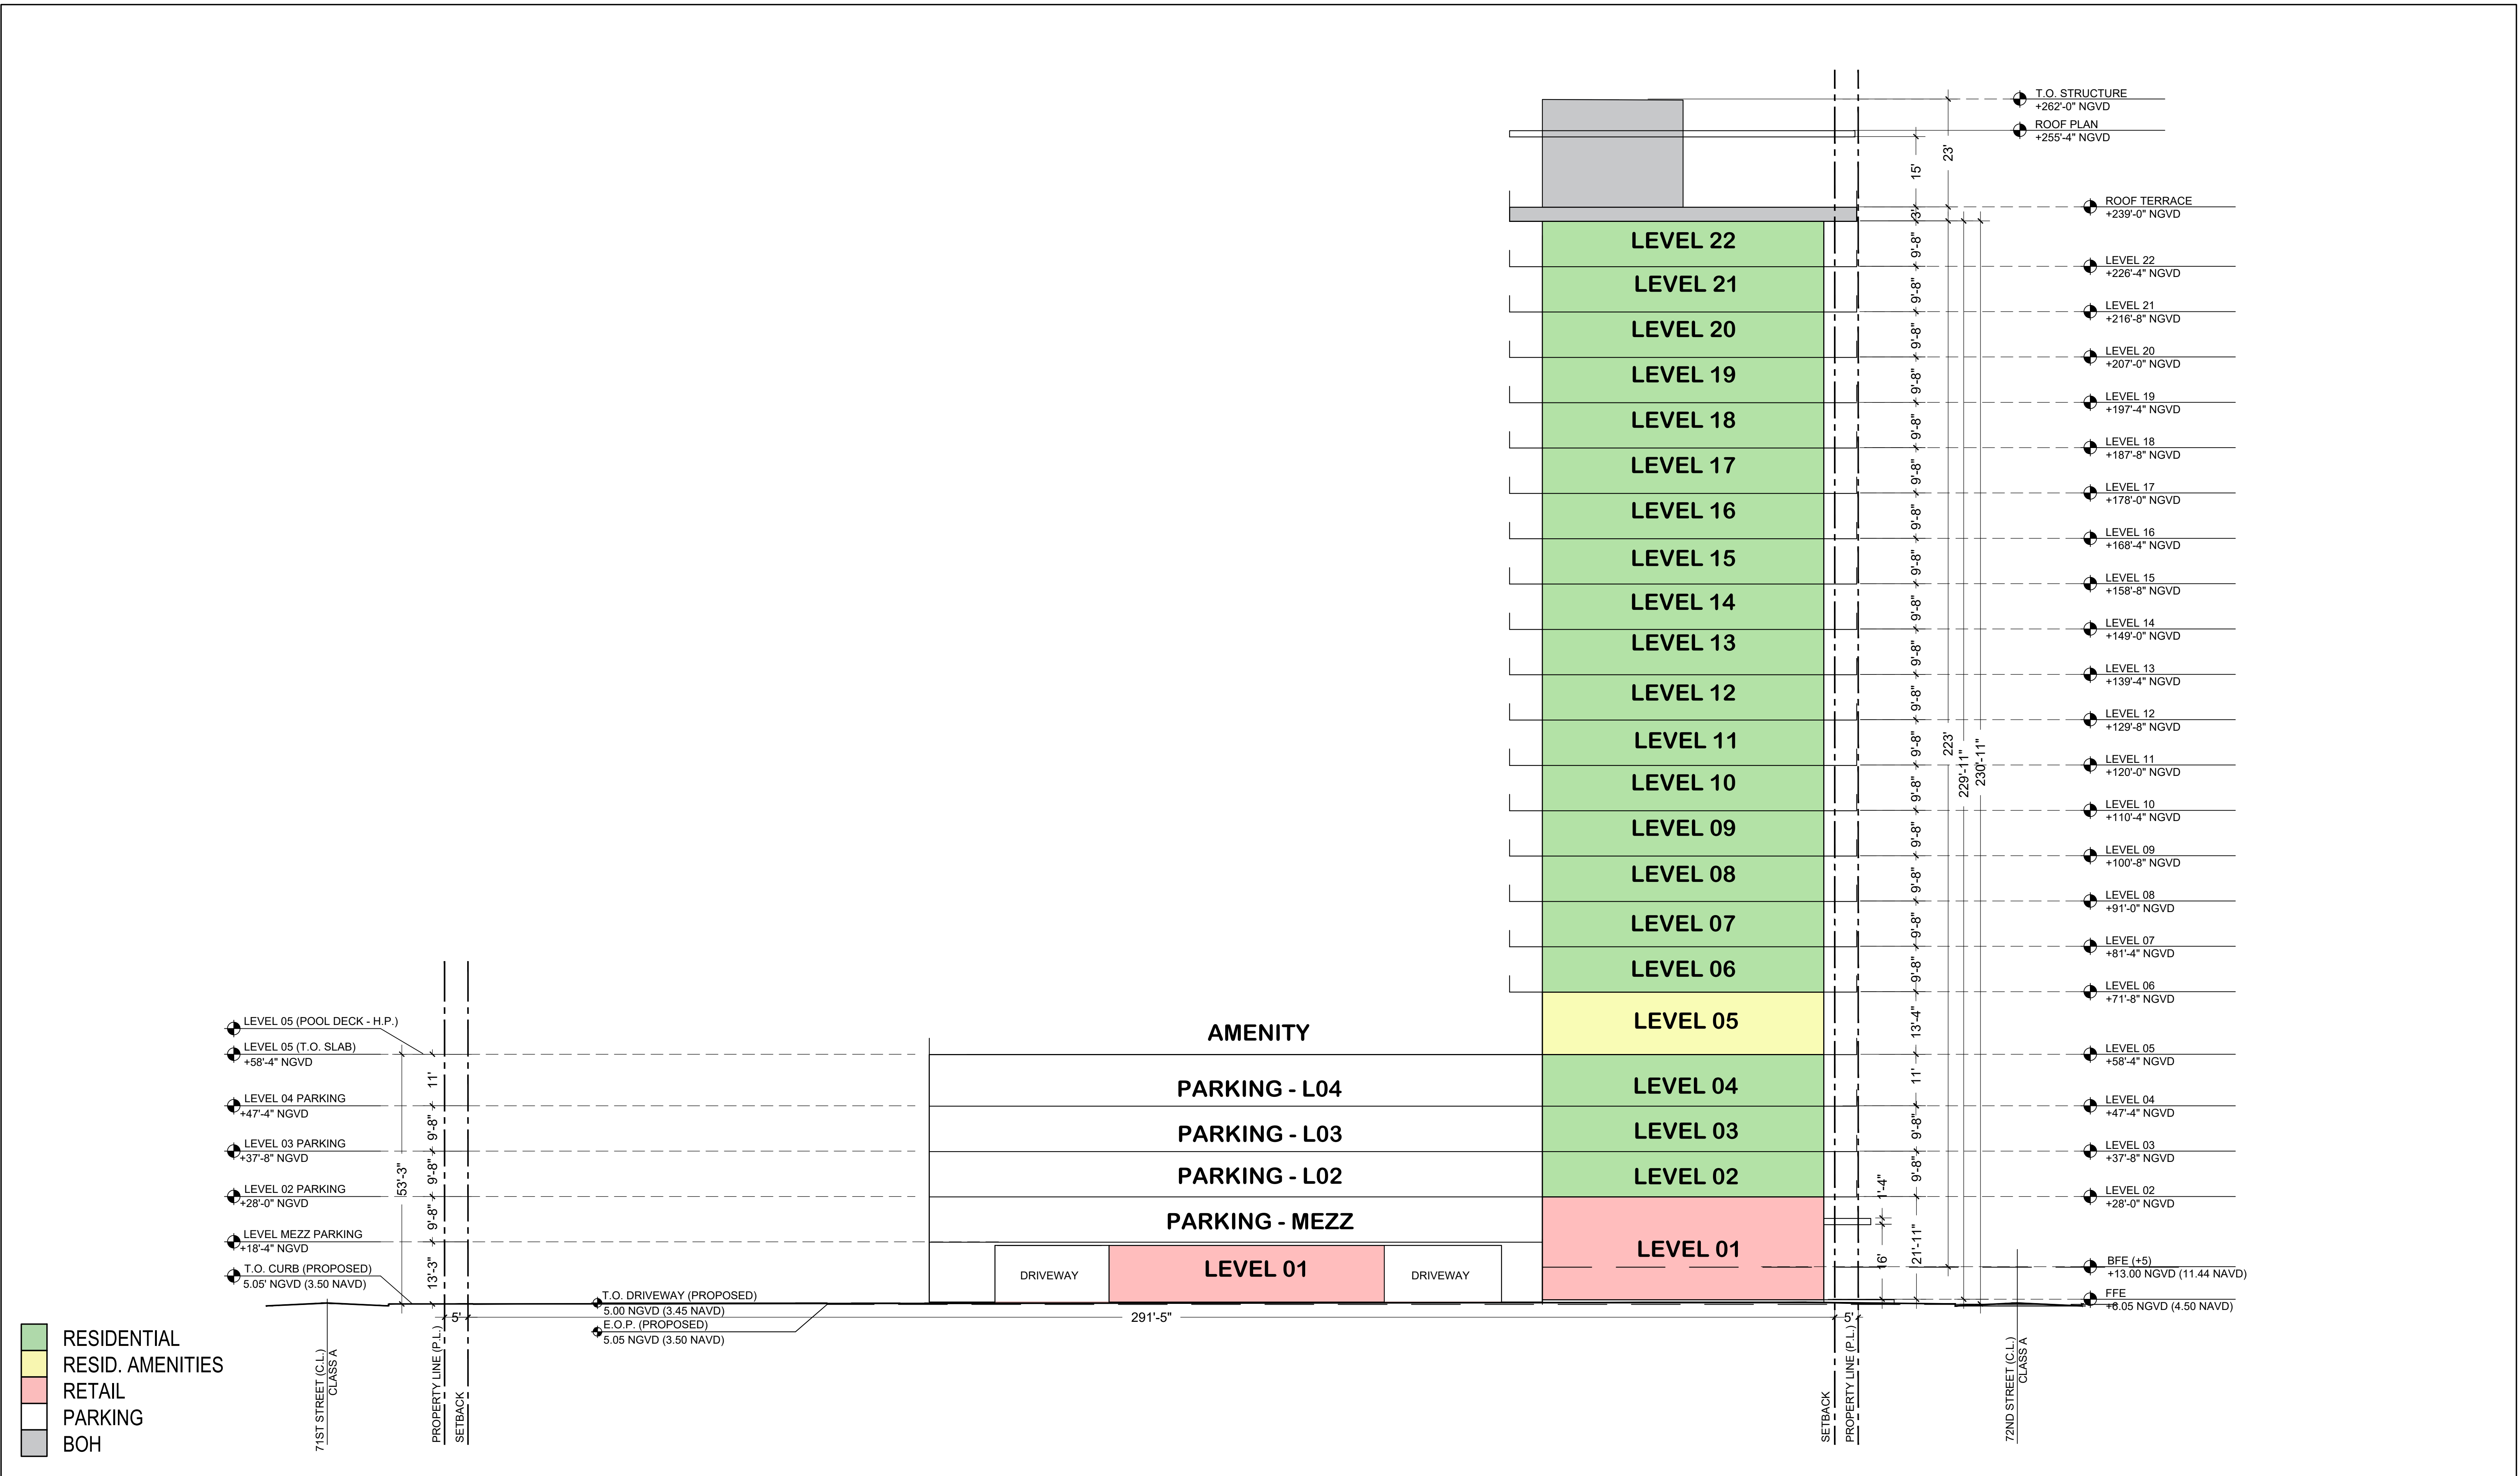 T.O. STRUCTURE
+262'-0" NGVD
ROOF PLAN
+255'-4" NGVD
23'
15'
ROOF TERRACE
+239'-0" NGVD
3'
LEVEL 22
9'-8"
LEVEL 22
+226'-4" NGVD
LEVEL 21
9'-8"
LEVEL 21
+216'-8" NGVD
LEVEL 20
9'-8"
LEVEL 20
+207'-0" NGVD
LEVEL 19
9'-8"
LEVEL 19
+197'-4" NGVD
LEVEL 18
9'-8"
LEVEL 18
+187'-8" NGVD
LEVEL 17
9'-8"
LEVEL 17
+178'-0" NGVD
LEVEL 16
9'-8"
LEVEL 16
+168'-4" NGVD
LEVEL 15
9'-8"
LEVEL 15
+158'-8" NGVD
LEVEL 14
9'-8"
LEVEL 14
+149'-0" NGVD
LEVEL 13
9'-8"
LEVEL 13
+139'-4" NGVD
LEVEL 12
9'-8"
LEVEL 12
+129'-8" NGVD
LEVEL 11
9'-8"
223'
229'-11"
230'-11"
LEVEL 11
+120'-0" NGVD
LEVEL 10
9'-8"
LEVEL 10
+110'-4" NGVD
LEVEL 09
9'-8"
LEVEL 09
+100'-8" NGVD
LEVEL 08
9'-8"
LEVEL 08
+91'-0" NGVD
LEVEL 07
9'-8"
LEVEL 07
+81'-4" NGVD
LEVEL 06
9'-8"
LEVEL 06
+71'-8" NGVD
LEVEL 05 (POOL DECK - H.P.)
AMENITY
LEVEL 05
13'-4"
LEVEL 05 (T.O. SLAB)
+58'-4" NGVD
LEVEL 05
+58'-4" NGVD
11'
PARKING - L04
LEVEL 04
11'
LEVEL 04 PARKING
+47'-4" NGVD
LEVEL 04
+47'-4" NGVD
9'-8"
PARKING - L03
LEVEL 03
9'-8"
LEVEL 03 PARKING
+37'-8" NGVD
LEVEL 03
+37'-8" NGVD
53'-3"
9'-8"
PARKING - L02
LEVEL 02
9'-8"
1'-4"
LEVEL 02 PARKING
+28'-0" NGVD
LEVEL 02
+28'-0" NGVD
9'-8"
PARKING - MEZZ
LEVEL MEZZ PARKING
+18'-4" NGVD
LEVEL 01
16'
21'-11"
BFE (+5)
+13.00 NGVD (11.44 NAVD)
T.O. CURB (PROPOSED)
5.05' NGVD (3.50 NAVD)
13'-3"
DRIVEWAY
LEVEL 01
DRIVEWAY
FFE
+6.05 NGVD (4.50 NAVD)
T.O. DRIVEWAY (PROPOSED)
5.00 NGVD (3.45 NAVD)
E.O.P. (PROPOSED)
5.05 NGVD (3.50 NAVD)
5'
291'-5"
5'
RESIDENTIAL
RESID. AMENITIES
RETAIL
PARKING
BOH
71ST STREET (C.L.)
CLASS A
PROPERTY LINE (P.L.)
SETBACK
SETBACK
PROPERTY LINE (P.L.)
72ND STREET (C.L.)
CLASS A